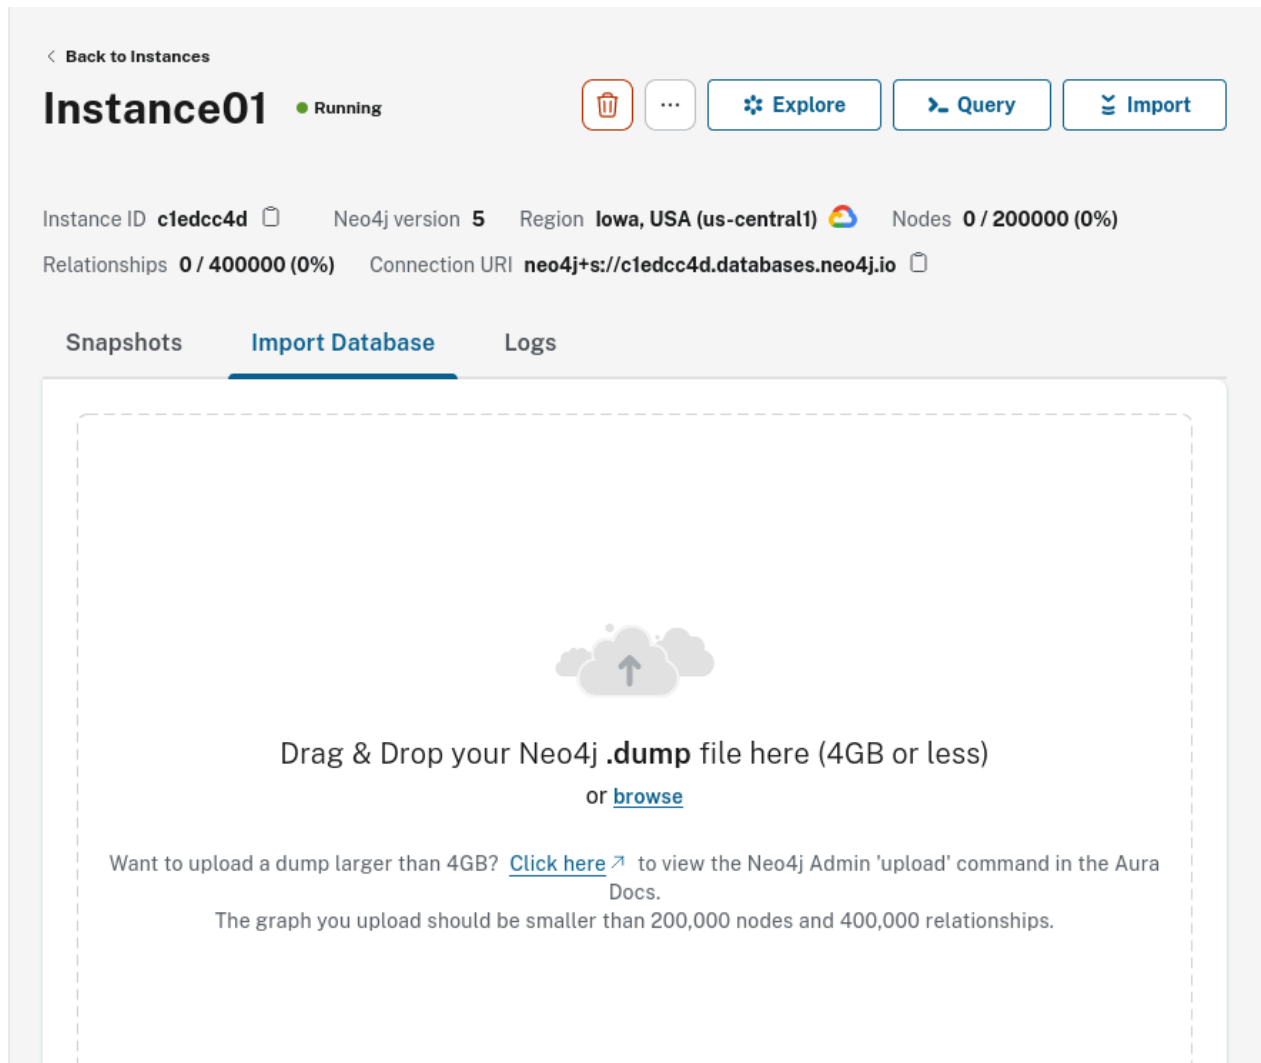 Back to Instances
Instance01 Running ... Explore Query Import
Instance ID c1edcc4d Neo4j version 5 Region Iowa, USA (us-central1) Nodes 0 / 200000 (0%)
Relationships 0 / 400000 (0%) Connection URI neo4j+s://c1edcc4d.databases.neo4j.io
Snapshots Import Database Logs
Drag & Drop your Neo4j .dump file here (4GB or less)
or browse
Want to upload a dump larger than 4GB? Click here to view the Neo4j Admin 'upload' command in the Aura
Docs.
The graph you upload should be smaller than 200,000 nodes and 400,000 relationships.